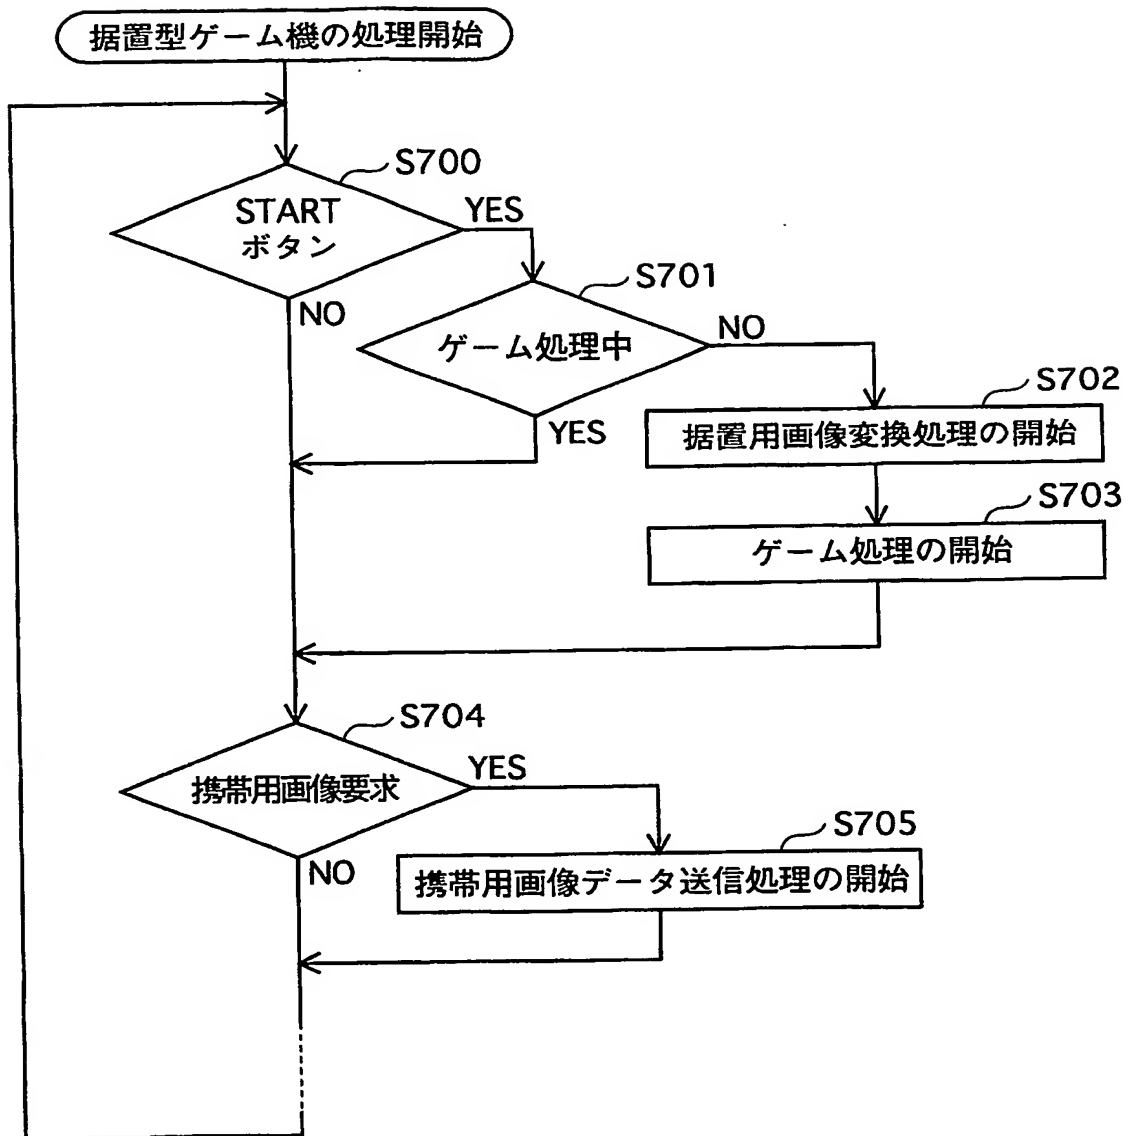 据置型ゲーム機の処理開始
S700
START
ボタン
YES
NO
S701
ゲーム処理中
NO
YES
S702
据置用画像変換処理の開始
S703
ゲーム処理の開始
S704
携帯用画像要求
YES
NO
S705
携帯用画像データ送信処理の開始